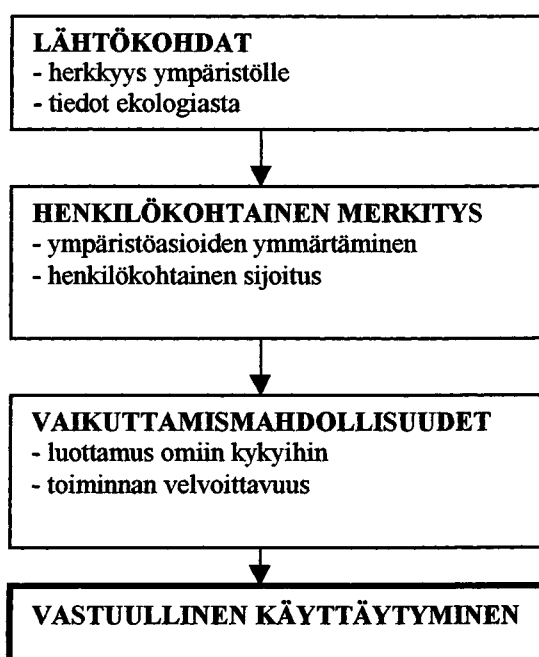 LÄHTÖKOHDAT
- herkkyys ympäristölle
- tiedot ekologiasta
HENKILÖKOHTAINEN MERKITYS
- ympäristöasioiden ymmärtäminen
- henkilökohtainen sijoitus
VAIKUTTAMISMAHDOLLISUUDET
- luottamus omiin kykyihin
- toiminnan velvoittavuus
VASTUULLINEN KÄYTTÄYTYMINEN